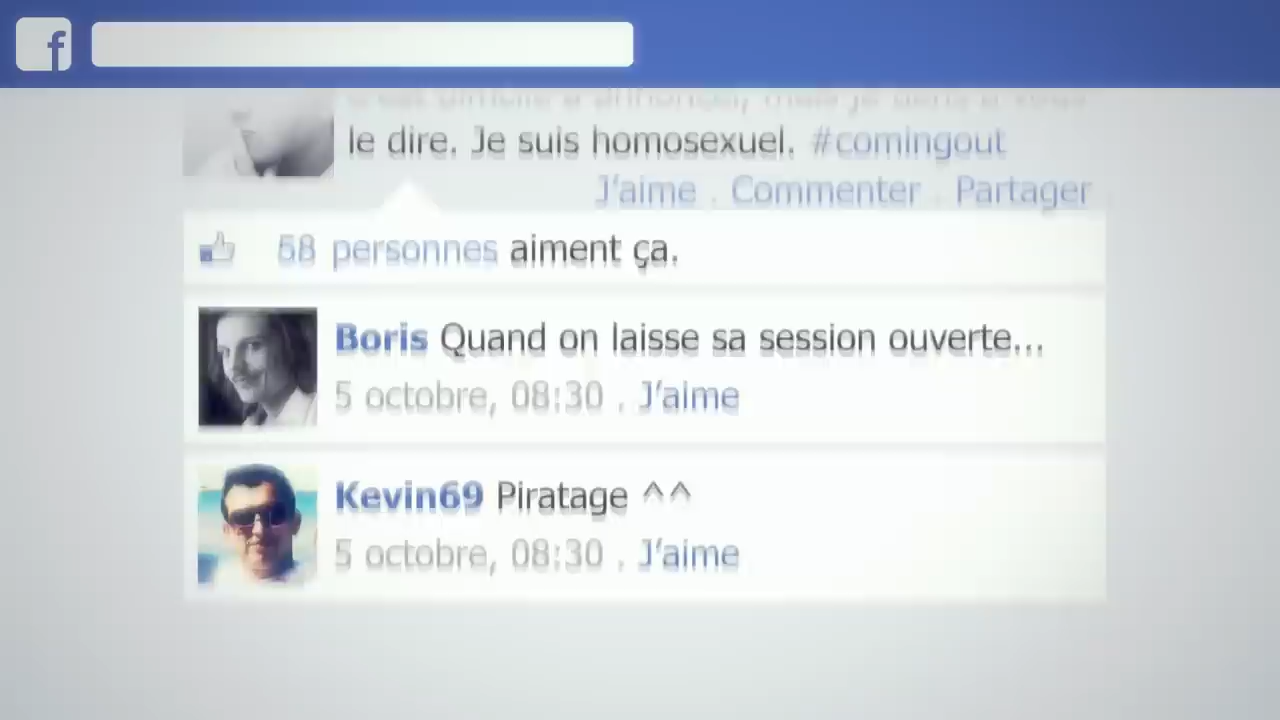 f
le dire. Je suis homosexuel. #comingout
J'aime . Commenter . Partager
58 personnes aiment ça.
Boris Quand on laisse sa session ouverte...
5 octobre, 08:30 . J'aime
Kevin69 Piratage ^^
5 octobre, 08:30 . J'aime